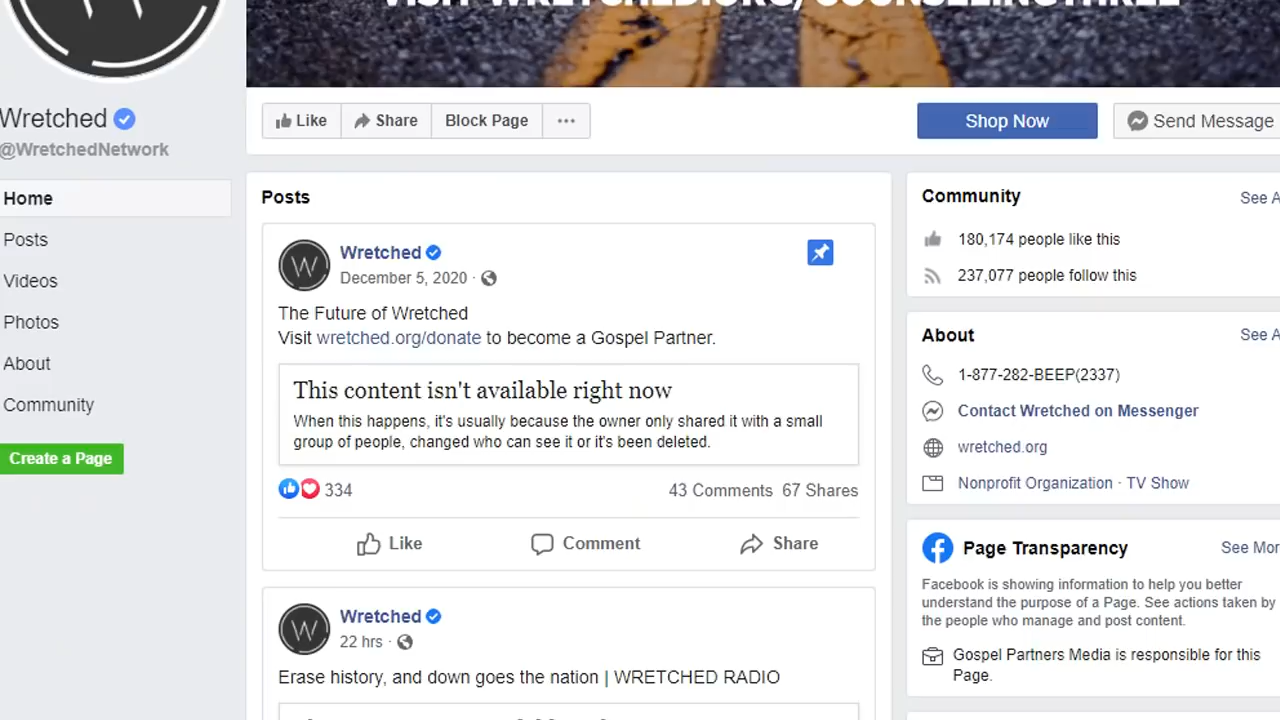 VISIT WRETCHED.ORG/COUNSELINGTHREE
W
Wretched
@WretchedNetwork
Home
Posts
Videos
Photos
About
Community
Create a Page
Like
Share
Block Page
...
Shop Now
Send Message
Posts
W
Wretched
December 5, 2020 ·
The Future of Wretched
Visit wretched.org/donate to become a Gospel Partner.
This content isn't available right now
When this happens, it's usually because the owner only shared it with a small
group of people, changed who can see it or it's been deleted.
334
43 Comments 67 Shares
Like
Comment
Share
W
Wretched
22 hrs ·
Erase history, and down goes the nation | WRETCHED RADIO
Community
See A
180,174 people like this
237,077 people follow this
About
See A
1-877-282-BEEP(2337)
Contact Wretched on Messenger
wretched.org
Nonprofit Organization · TV Show
Page Transparency
See Mor
Facebook is showing information to help you better
understand the purpose of a Page. See actions taken by
the people who manage and post content.
Gospel Partners Media is responsible for this
Page.